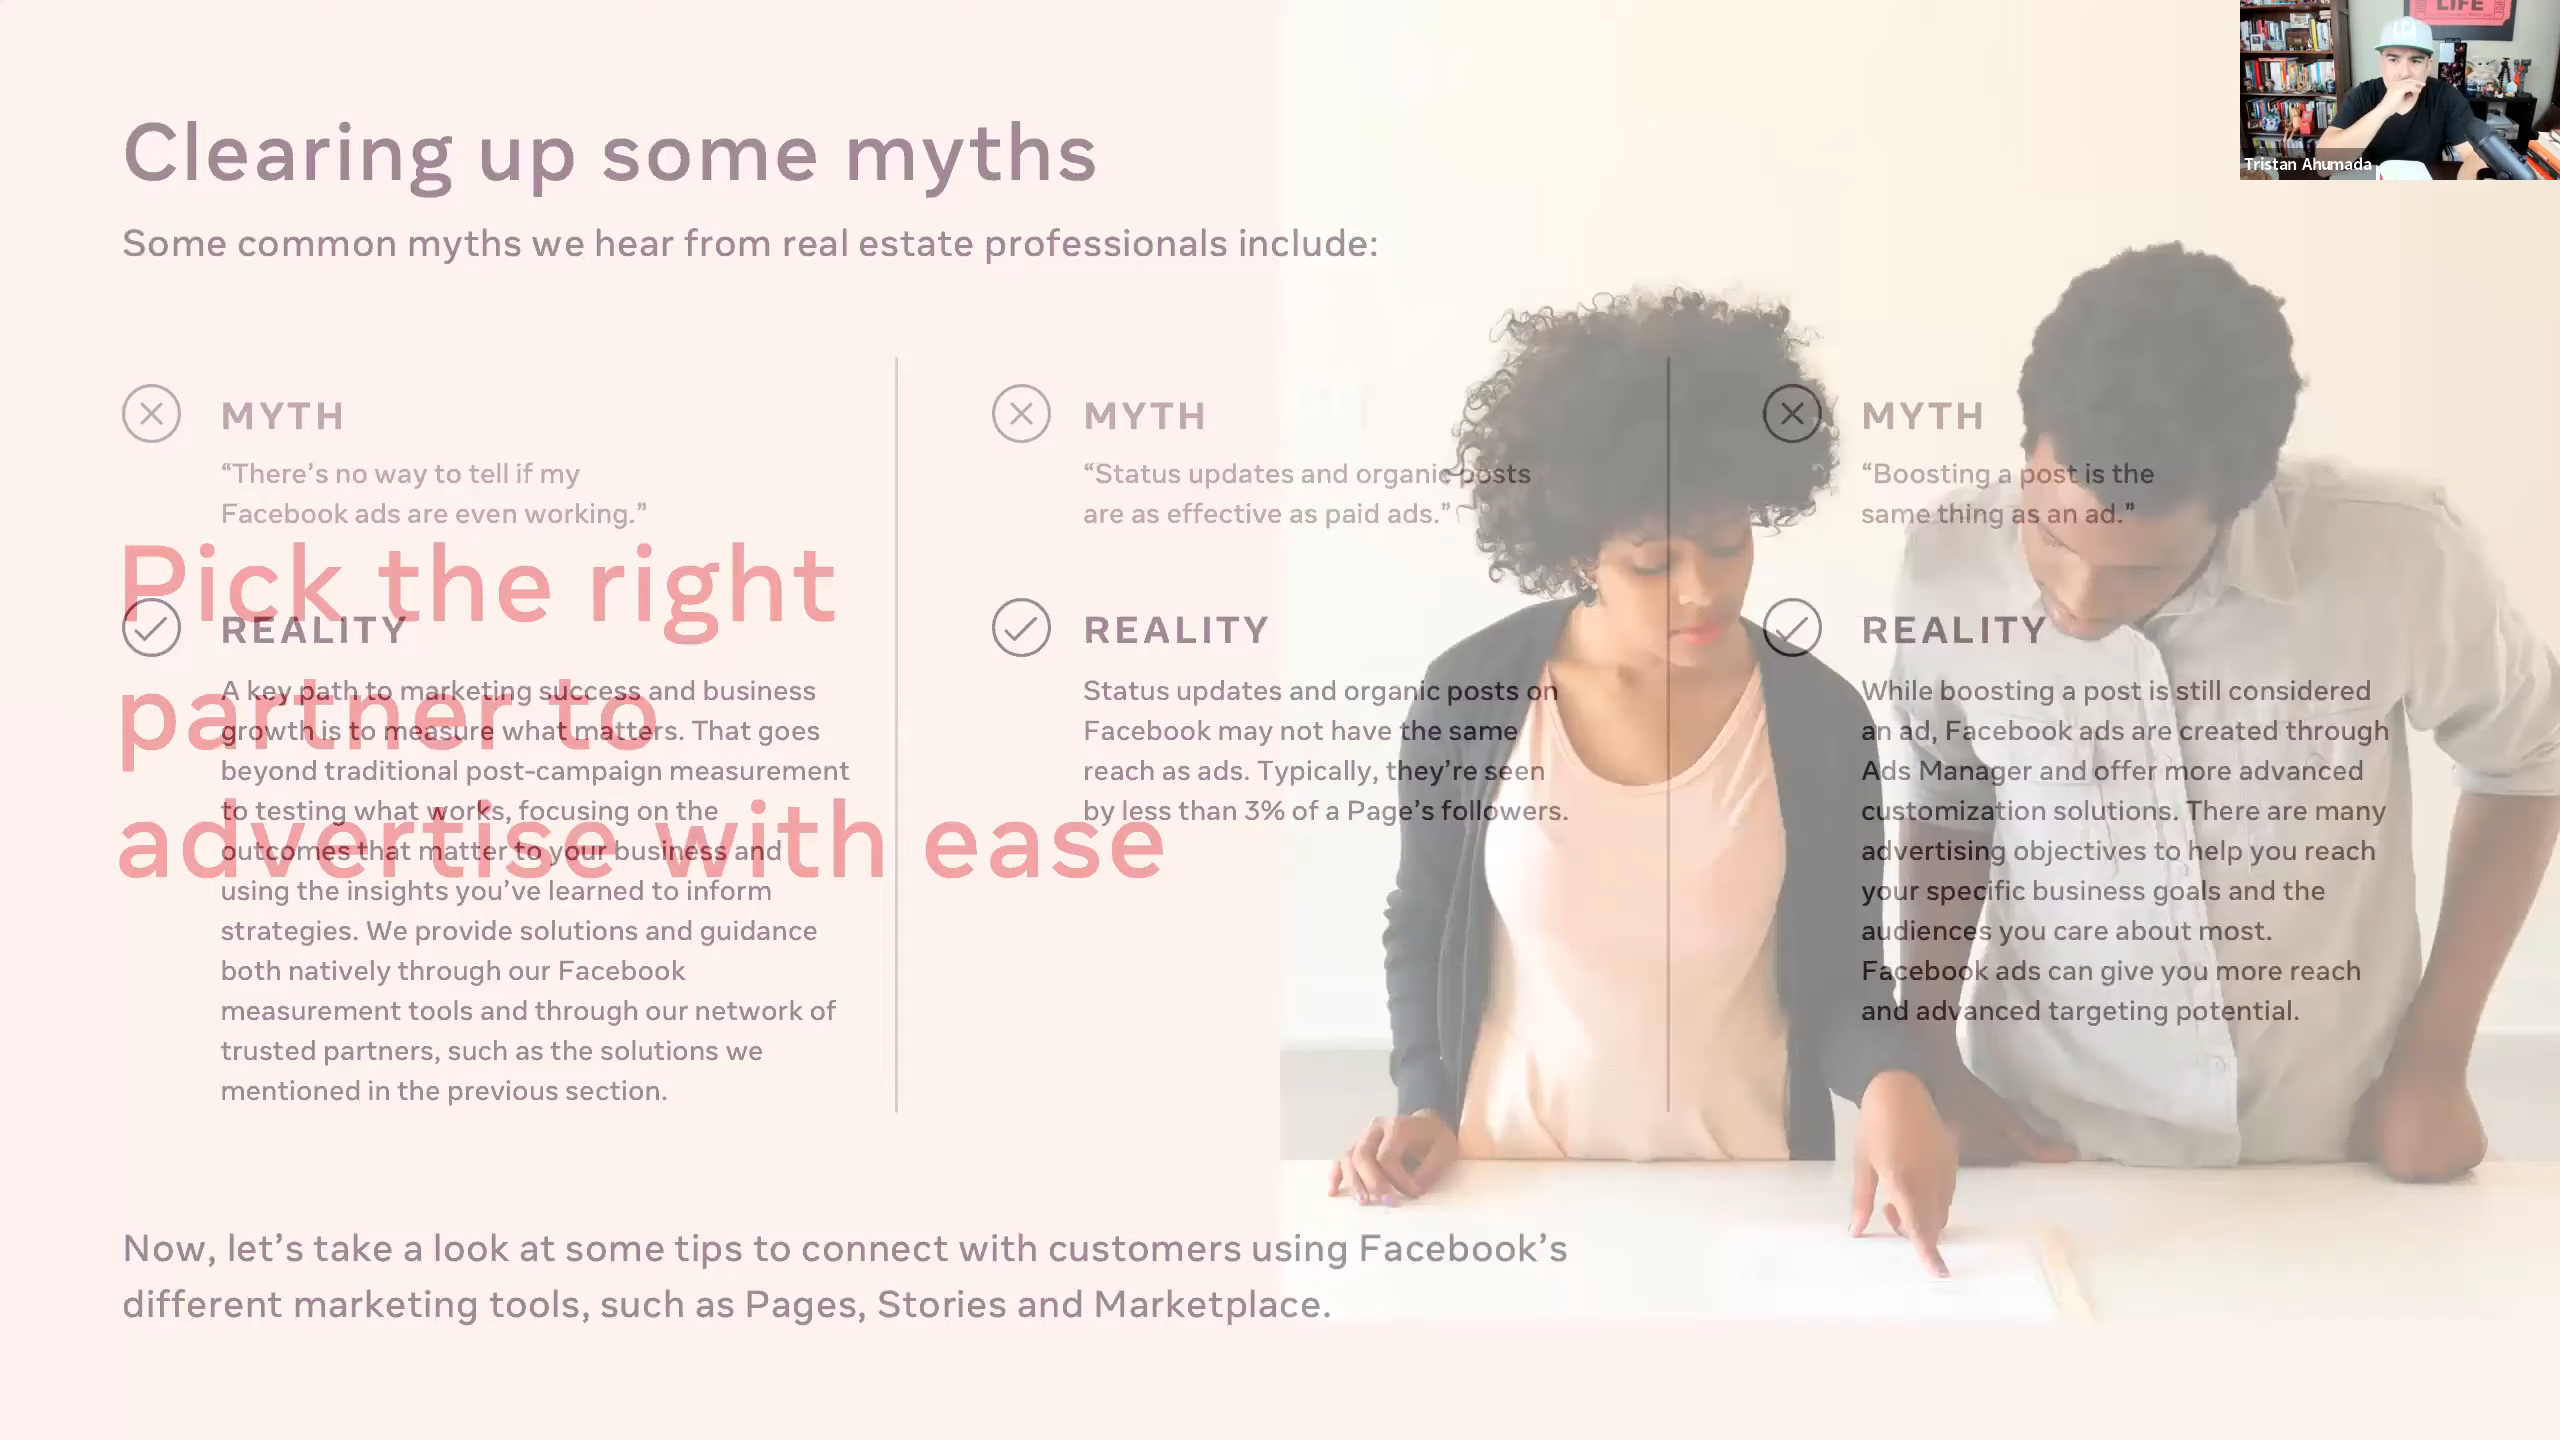 LIFE
LCA
Tristan Ahumada
Clearing up some myths
Some common myths we hear from real estate professionals include:
MYTH
“There’s no way to tell if my
Facebook ads are even working.”
REALITY
A key path to marketing success and business
growth is to measure what matters. That goes
beyond traditional post-campaign measurement
to testing what works, focusing on the
outcomes that matter to your business and
using the insights you’ve learned to inform
strategies. We provide solutions and guidance
both natively through our Facebook
measurement tools and through our network of
trusted partners, such as the solutions we
mentioned in the previous section.
MYTH
“Status updates and organic posts
are as effective as paid ads.”
REALITY
Status updates and organic posts on
Facebook may not have the same
reach as ads. Typically, they’re seen
by less than 3% of a Page’s followers.
MYTH
“Boosting a post is the
same thing as an ad.”
REALITY
While boosting a post is still considered
an ad, Facebook ads are created through
Ads Manager and offer more advanced
customization solutions. There are many
advertising objectives to help you reach
your specific business goals and the
audiences you care about most.
Facebook ads can give you more reach
and advanced targeting potential.
Pick the right
partner to
advertise with ease
Now, let’s take a look at some tips to connect with customers using Facebook’s
different marketing tools, such as Pages, Stories and Marketplace.